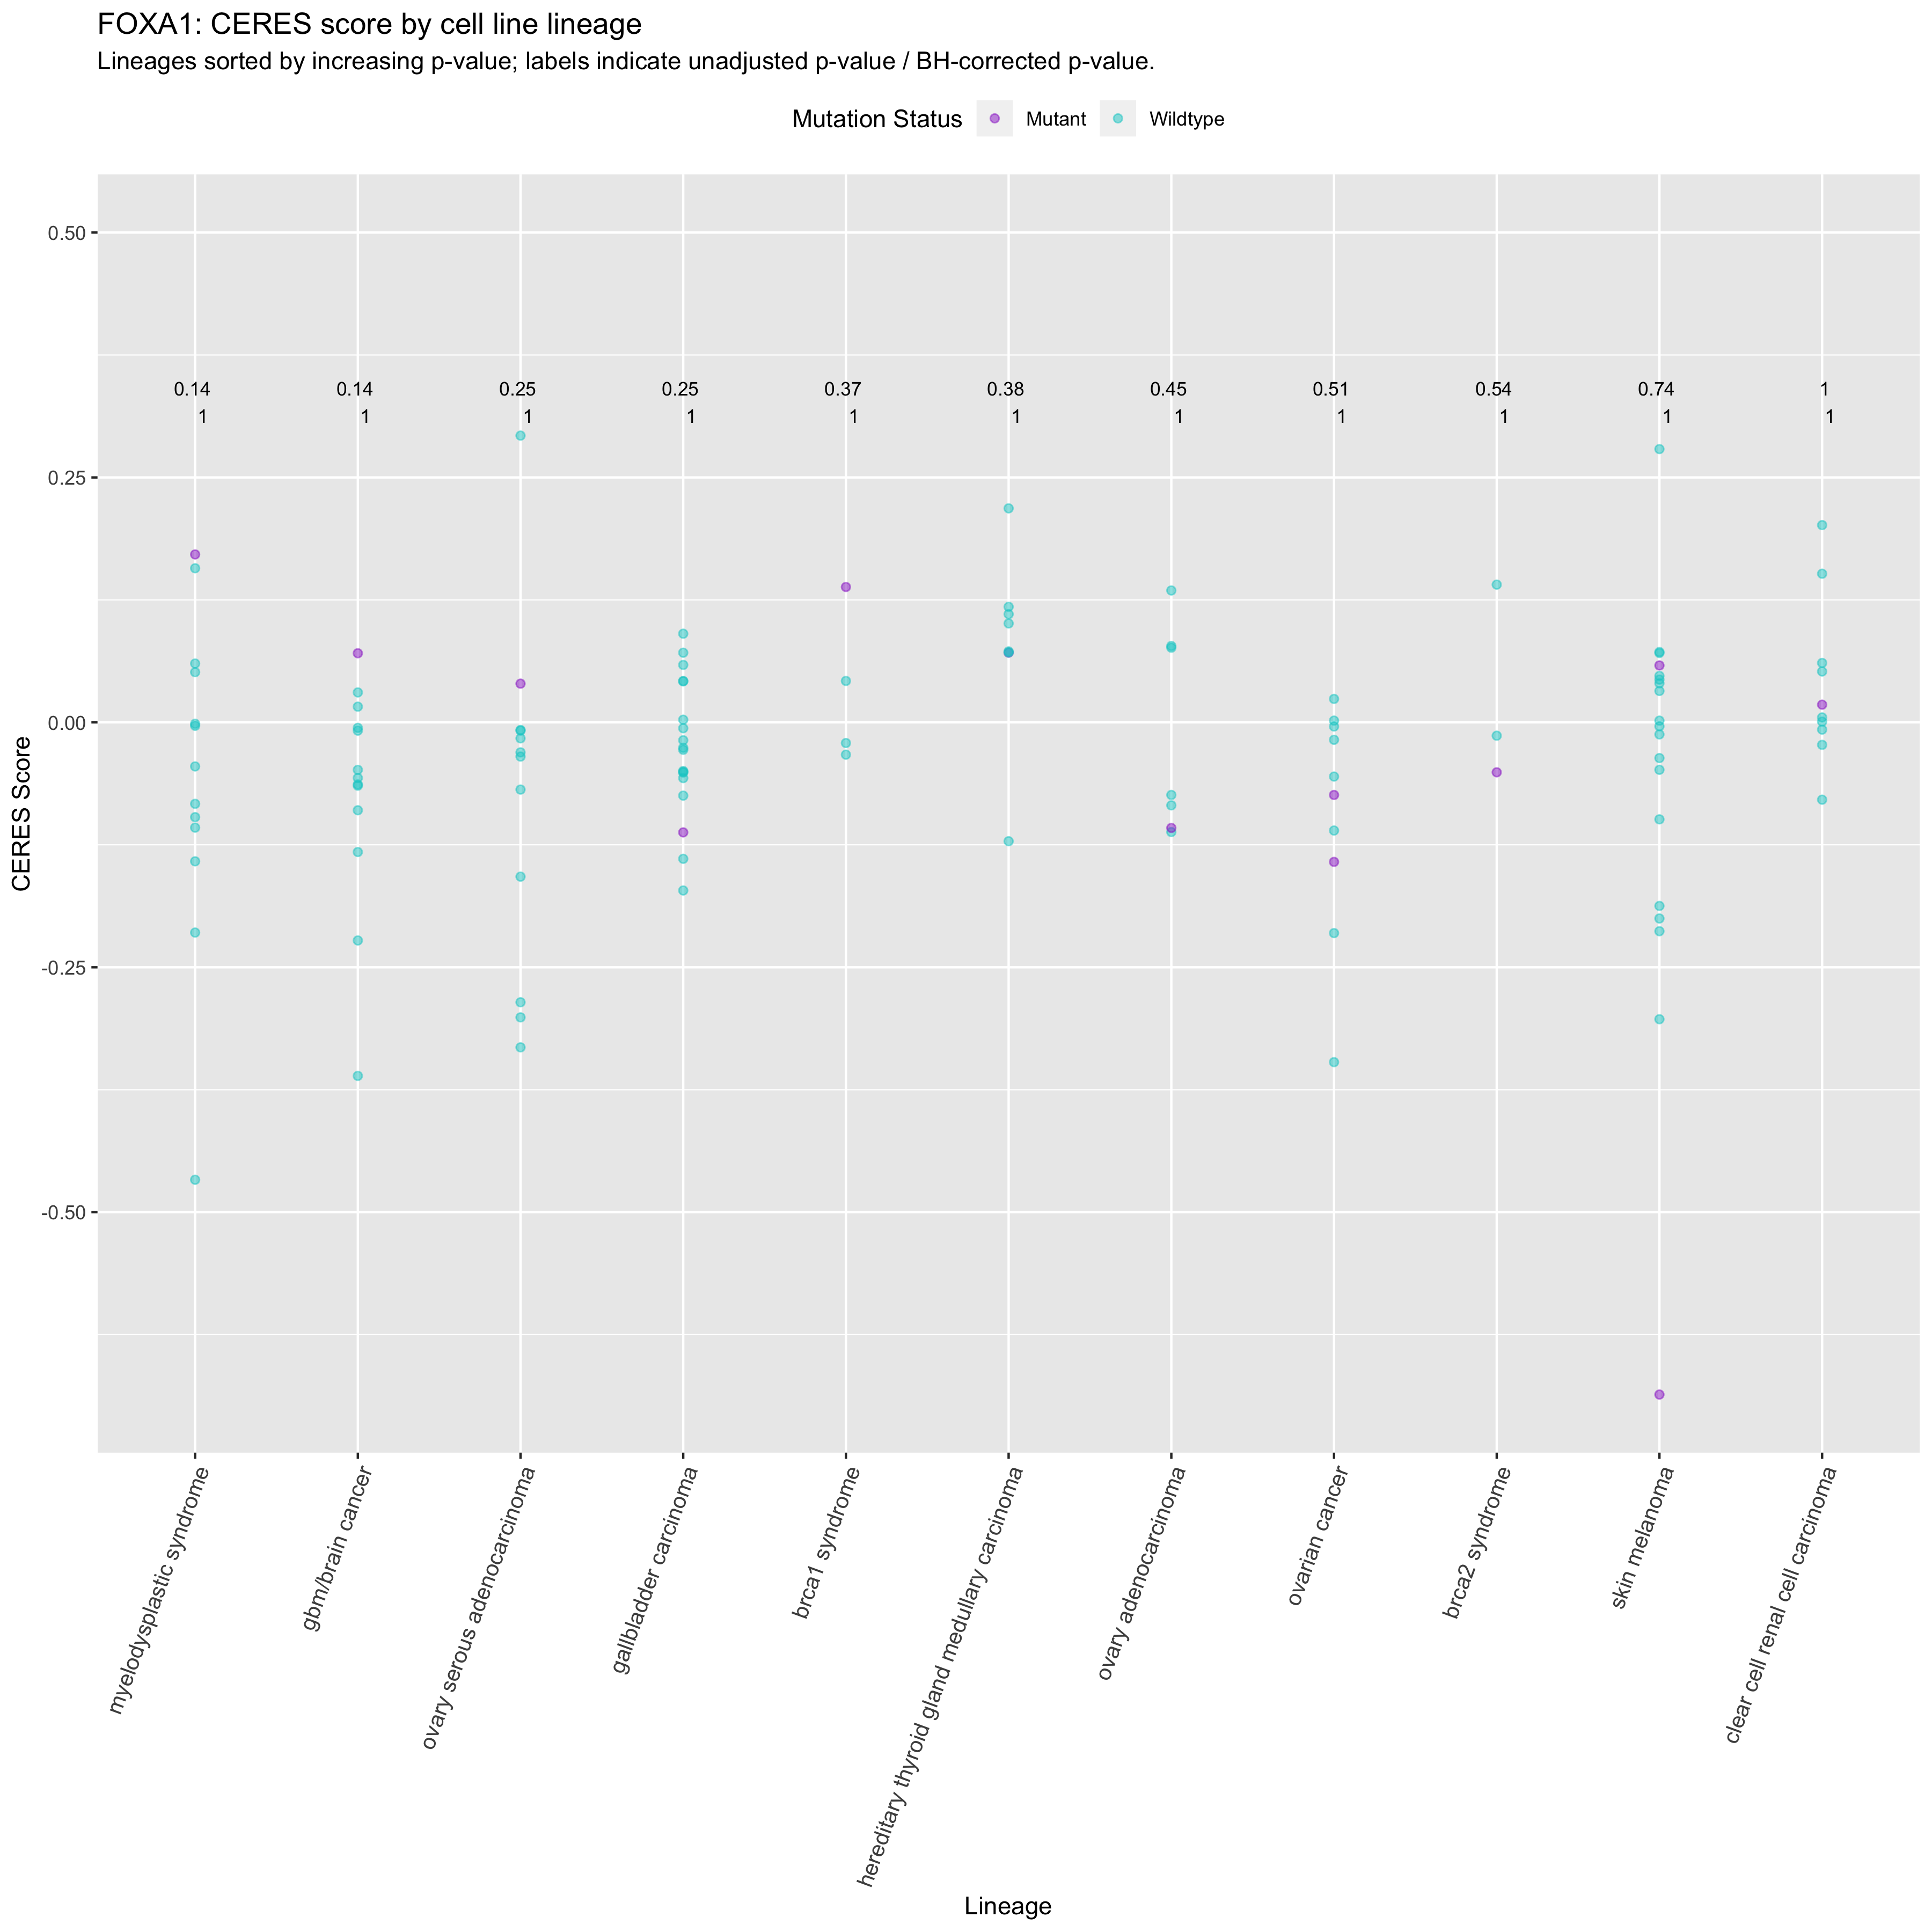 FOXA1: CERES score by cell line lineage
Lineages sorted by increasing p-value; labels indicate unadjusted p-value / BH-corrected p-value.
Mutation Status Mutant Wildtype
0.50
0.14 0.14 0.25 0.25 0.37 0.38 0.45 0.51 0.54 0.74 1
1 1 1 1 1 1 1 1 1 1 1
0.25
0.00
-0.25
-0.50
CERES Score
myelodysplastic syndrome
gbm/brain cancer
ovary serous adenocarcinoma
gallbladder carcinoma
brca1 syndrome
hereditary thyroid gland medullary carcinoma
ovary adenocarcinoma
ovarian cancer
brca2 syndrome
skin melanoma
clear cell renal cell carcinoma
Lineage